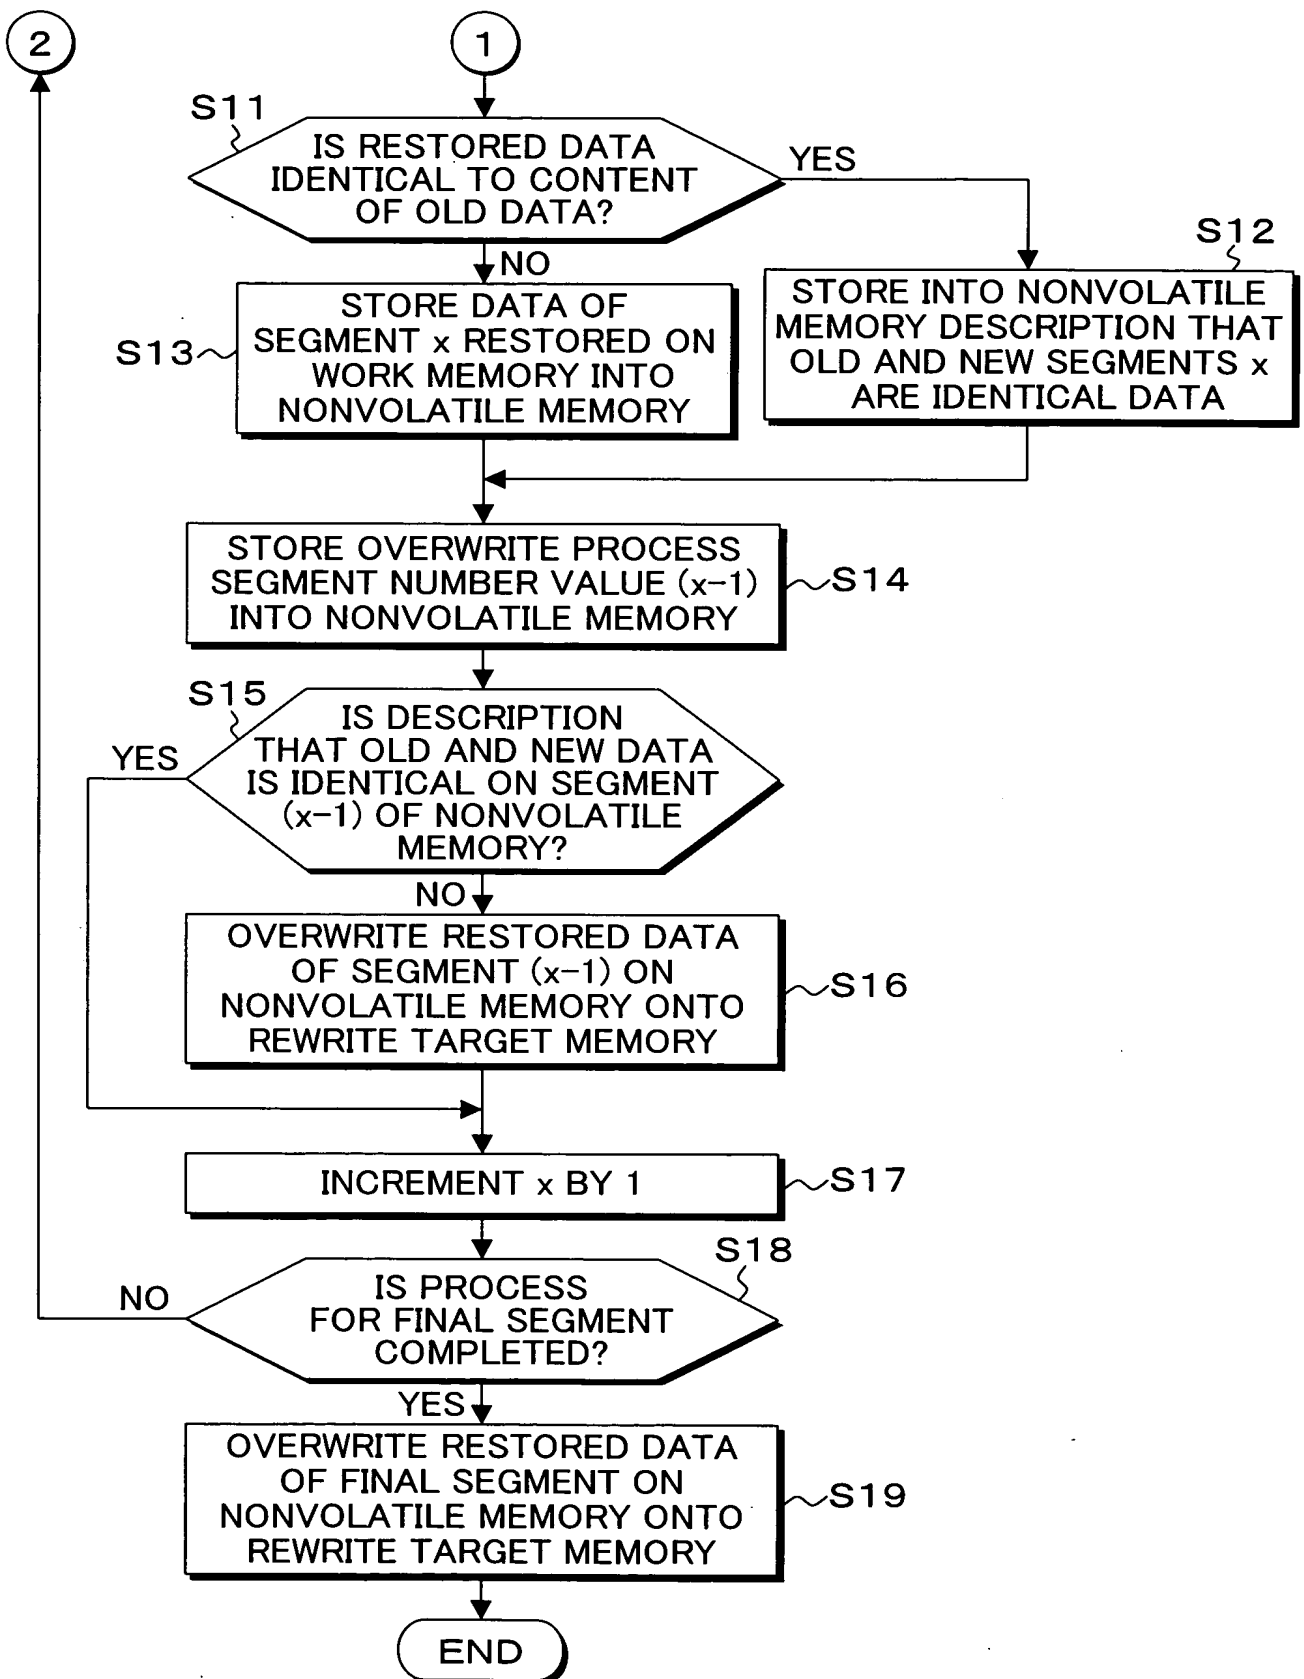 2
1
S11
IS RESTORED DATA
IDENTICAL TO CONTENT
OF OLD DATA?
YES
NO
S12
STORE INTO NONVOLATILE
MEMORY DESCRIPTION THAT
OLD AND NEW SEGMENTS x
ARE IDENTICAL DATA
S13
STORE DATA OF
SEGMENT x RESTORED ON
WORK MEMORY INTO
NONVOLATILE MEMORY
STORE OVERWRITE PROCESS
SEGMENT NUMBER VALUE (x-1)
INTO NONVOLATILE MEMORY
S14
S15
IS DESCRIPTION
THAT OLD AND NEW DATA
IS IDENTICAL ON SEGMENT
(x-1) OF NONVOLATILE
MEMORY?
YES
NO
OVERWRITE RESTORED DATA
OF SEGMENT (x-1) ON
NONVOLATILE MEMORY ONTO
REWRITE TARGET MEMORY
S16
INCREMENT x BY 1
S17
S18
IS PROCESS
FOR FINAL SEGMENT
COMPLETED?
NO
YES
OVERWRITE RESTORED DATA
OF FINAL SEGMENT ON
NONVOLATILE MEMORY ONTO
REWRITE TARGET MEMORY
S19
END